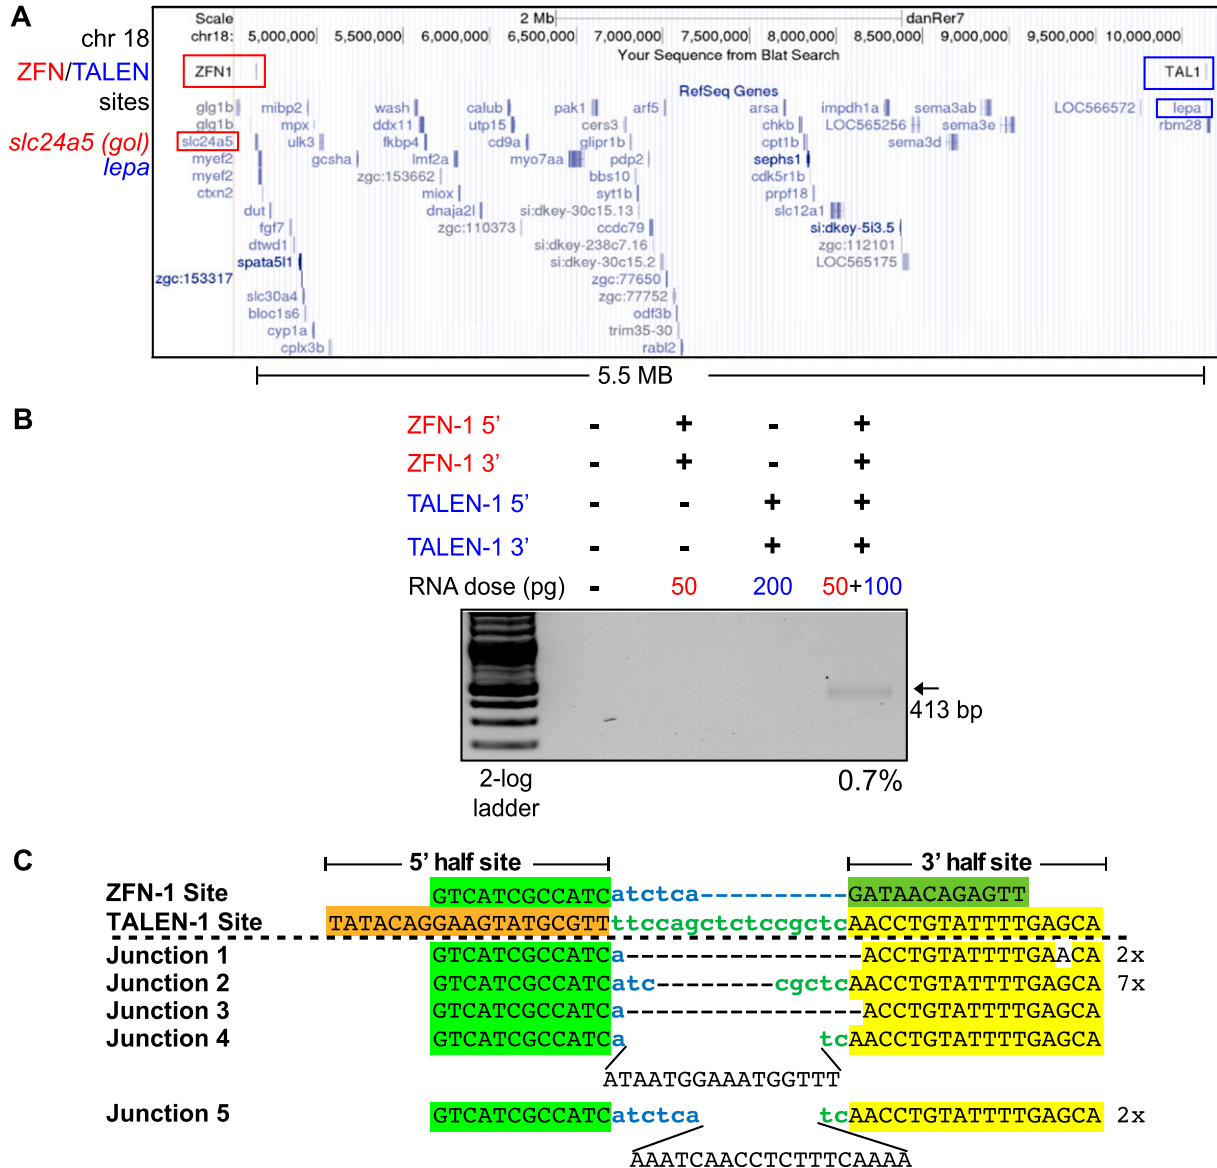 A
Scale 2 Mb danRer7
chr 18 chr18: 5,000,000 5,500,000 6,000,000 6,500,000 7,000,000 7,500,000 8,000,000 8,500,000 9,000,000 9,500,000 10,000,000
Your Sequence from Blat Search
ZFN/TALEN ZFN1 TAL1
sites RefSeq Genes
glg1b mibp2 wash calub pak1 arf5 arsa impdh1a sema3ab LOC566572 lepa
glg1b mpx ddx11 utp15 cers3 chkb LOC565256 sema3e rbm28
slc24a5 (gol) slc24a5 ulk3 fkbp4 cd9a glipr1b cpt1b sema3d
lepa myef2 gcsha lmf2a myo7aa pdp2 sephs1
myef2 zgc:153662 bbs10 cdk5r1b
ctxn2 miox syt1b prpf18
dut dnaja2l si:dkey-30c15.13 slc12a1
fgf7 zgc:110373 ccdc79 si:dkey-5i3.5
dtwd1 si:dkey-238c7.16 zgc:112101
spata5l1 si:dkey-30c15.2 LOC565175
zgc:153317 zgc:77650
slc30a4 zgc:77752
bloc1s6 odf3b
cyp1a trim35-30
cplx3b rabl2
5.5 MB
B
ZFN-1 5' - + - +
ZFN-1 3' - + - +
TALEN-1 5' - - + +
TALEN-1 3' - - + +
RNA dose (pg) - 50 200 50+100
413 bp
2-log 0.7%
ladder
C
5' half site 3' half site
ZFN-1 Site GTCATCGCCATCatctca----------GATAACAGAGTT
TALEN-1 Site TATACAGGAAGTATGCGTTttccagctctccgctcAACCTGTATTTTGAGCA
Junction 1 GTCATCGCCATCa----------------ACCTGTATTTTGAACA 2x
Junction 2 GTCATCGCCATCatc--------cgctcAACCTGTATTTTGAGCA 7x
Junction 3 GTCATCGCCATCa----------------ACCTGTATTTTGAGCA
Junction 4 GTCATCGCCATCa tcAACCTGTATTTTGAGCA
ATAATGGAAATGGTTT
Junction 5 GTCATCGCCATCatctca tcAACCTGTATTTTGAGCA 2x
AAATCAACCTCTTTCAAAA